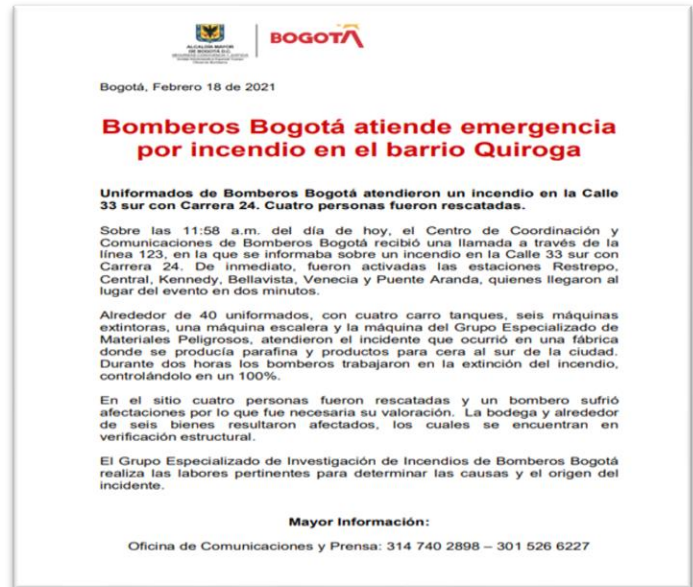 ALCALDÍA MAYOR
DE BOGOTÁ D.C.
BOGOTÁ
Bogotá, Febrero 18 de 2021
Bomberos Bogotá atiende emergencia
por incendio en el barrio Quiroga
Uniformados de Bomberos Bogotá atendieron un incendio en la Calle
33 sur con Carrera 24. Cuatro personas fueron rescatadas.
Sobre las 11:58 a.m. del día de hoy, el Centro de Coordinación y
Comunicaciones de Bomberos Bogotá recibió una llamada a través de la
línea 123, en la que se informaba sobre un incendio en la Calle 33 sur con
Carrera 24. De inmediato, fueron activadas las estaciones Restrepo,
Central, Kennedy, Bellavista, Venecia y Puente Aranda, quienes llegaron al
lugar del evento en dos minutos.
Alrededor de 40 uniformados, con cuatro carro tanques, seis máquinas
extintoras, una máquina escalera y la máquina del Grupo Especializado de
Materiales Peligrosos, atendieron el incidente que ocurrió en una fábrica
donde se producía parafina y productos para cera al sur de la ciudad.
Durante dos horas los bomberos trabajaron en la extinción del incendio,
controlándolo en un 100%.
En el sitio cuatro personas fueron rescatadas y un bombero sufrió
afectaciones por lo que fue necesaria su valoración. La bodega y alrededor
de seis bienes resultaron afectados, los cuales se encuentran en
verificación estructural.
El Grupo Especializado de Investigación de Incendios de Bomberos Bogotá
realiza las labores pertinentes para determinar las causas y el origen del
incidente.
Mayor Información:
Oficina de Comunicaciones y Prensa: 314 740 2898 – 301 526 6227